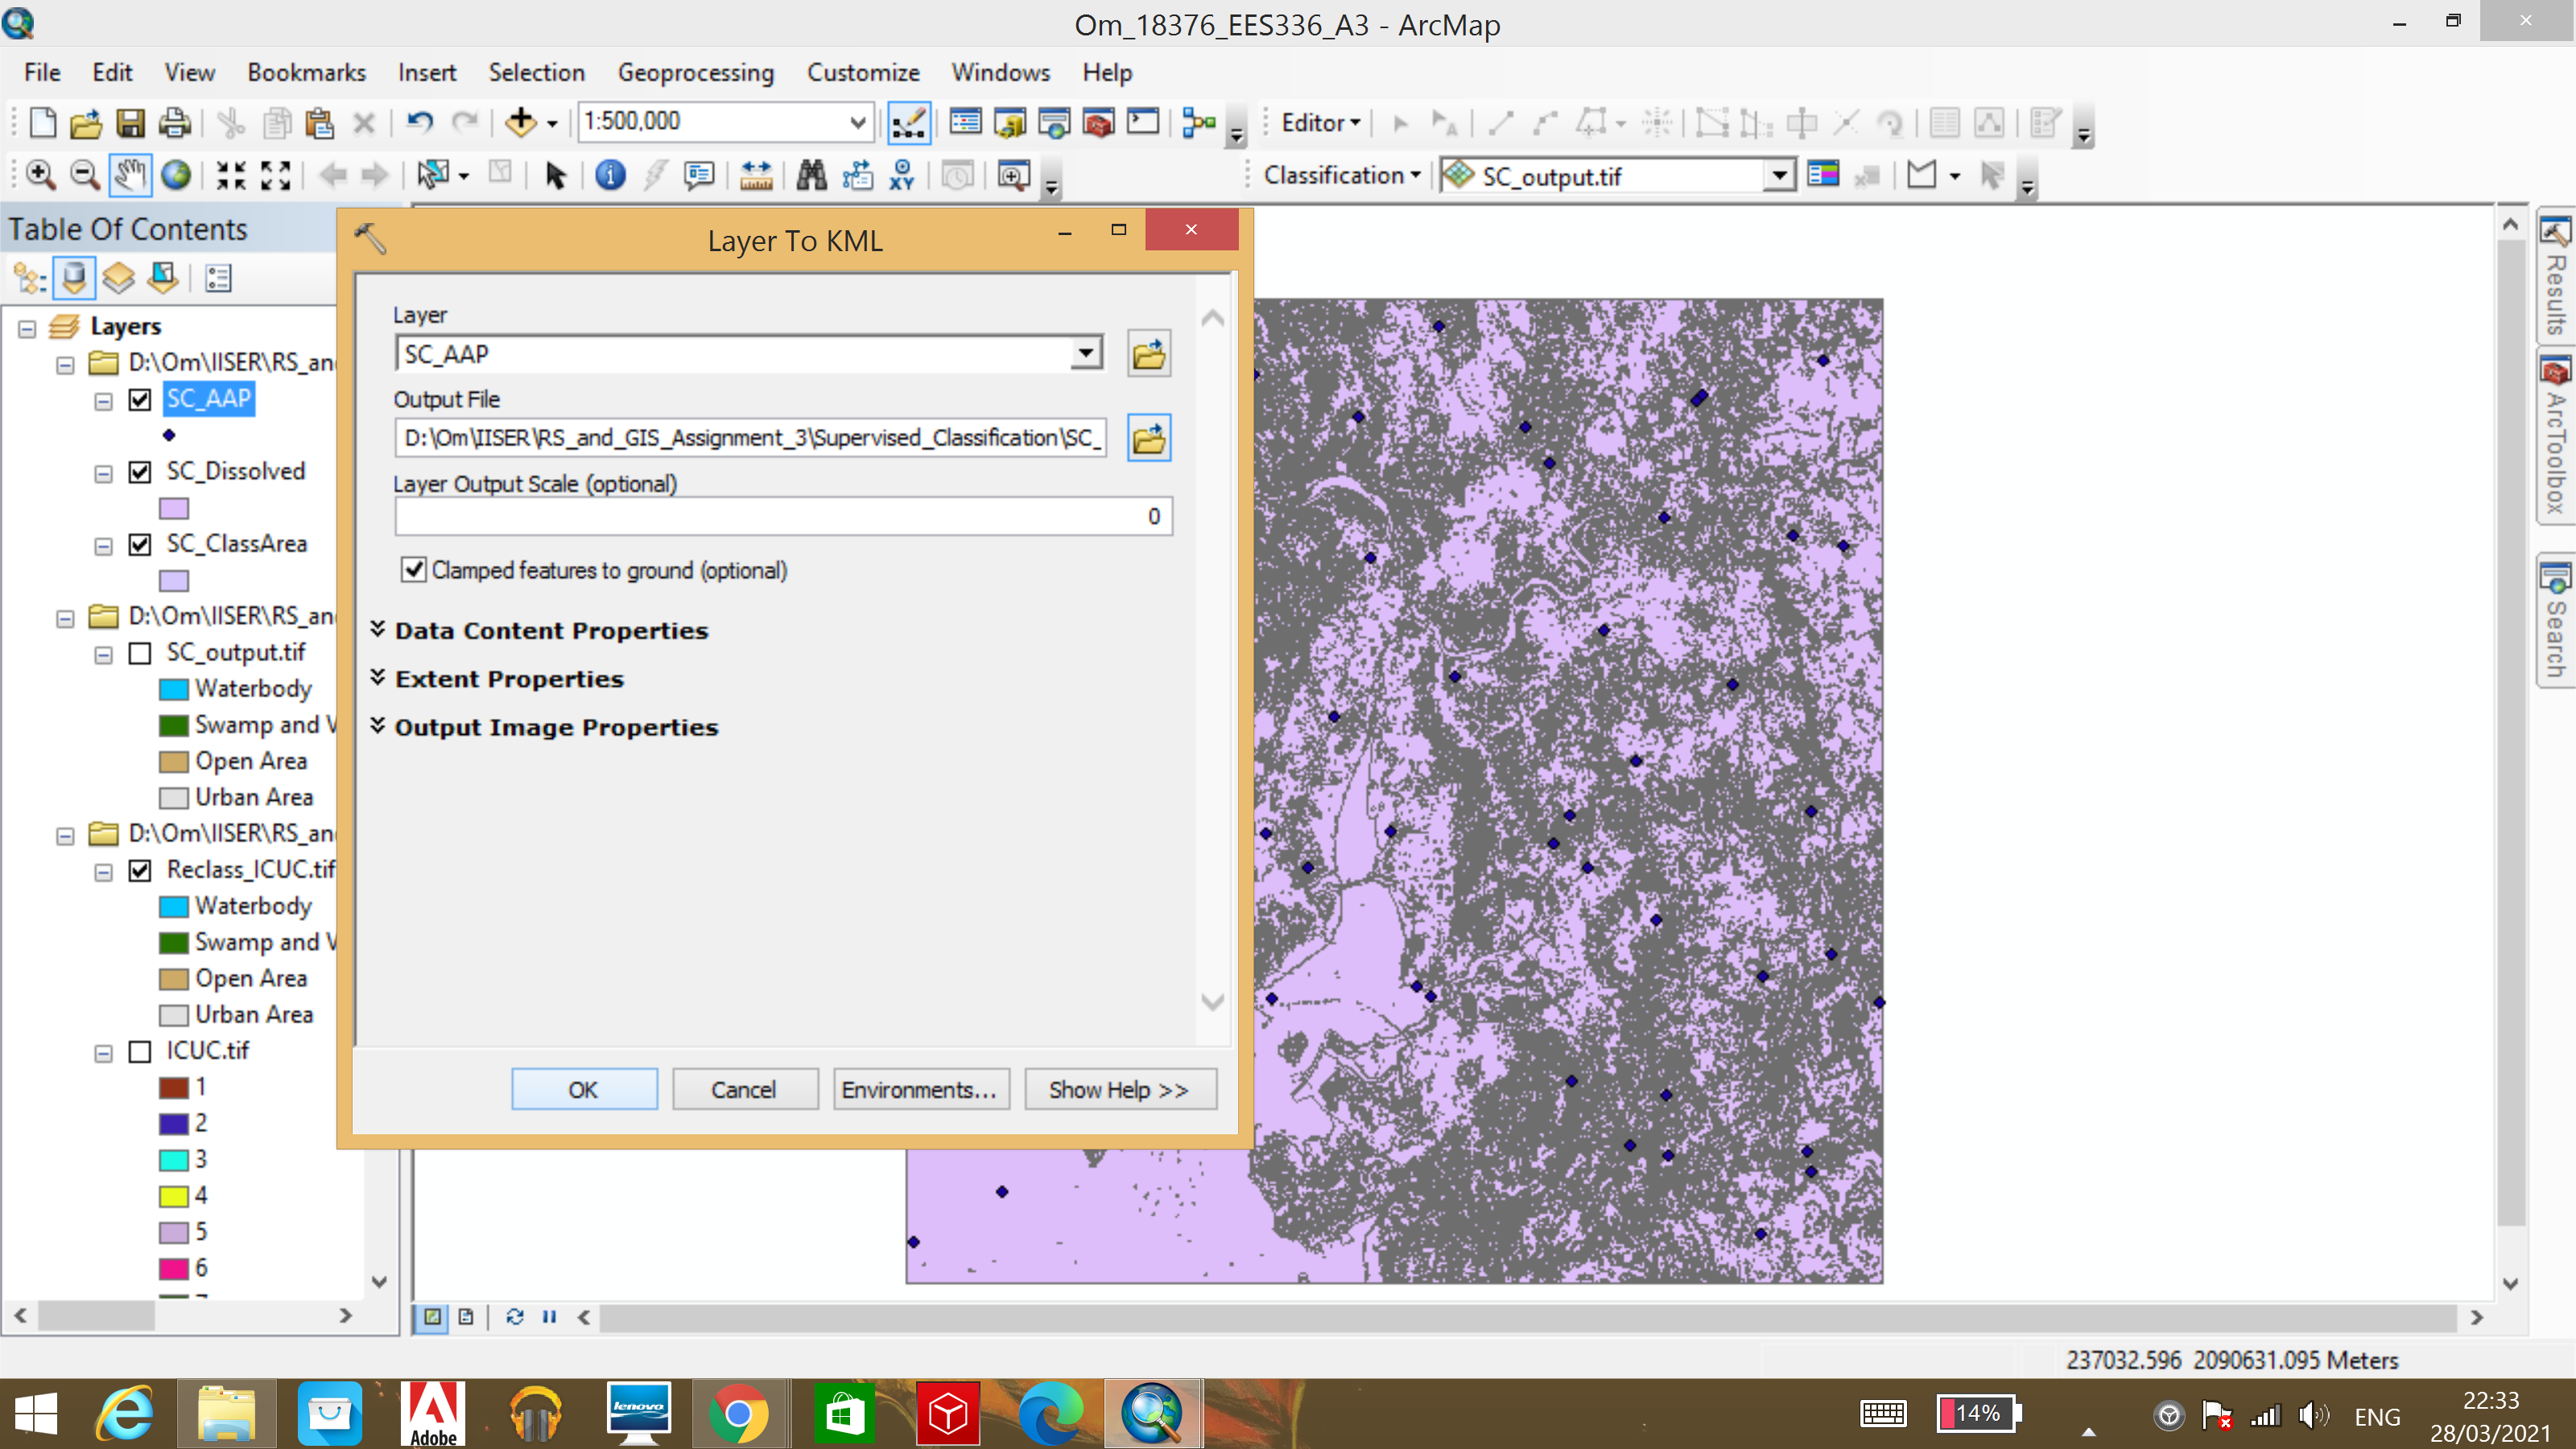 Om_18376_EES336_A3 - ArcMap
File Edit View Bookmarks Insert Selection Geoprocessing Customize Windows Help
1:500,000
Editor
XY
Classification
SC_output.tif
Table Of Contents
Layers
D:\Om\IISER\RS_an
SC_AAP
SC_Dissolved
SC_ClassArea
D:\Om\IISER\RS_an
SC_output.tif
Waterbody
Swamp and V
Open Area
Urban Area
D:\Om\IISER\RS_an
Reclass_ICUC.tif
Waterbody
Swamp and V
Open Area
Urban Area
ICUC.tif
1
2
3
4
5
6
Layer To KML
Layer
SC_AAP
Output File
D:\Om\IISER\RS_and_GIS_Assignment_3\Supervised_Classification\SC_
Layer Output Scale (optional)
0
Clamped features to ground (optional)
Data Content Properties
Extent Properties
Output Image Properties
OK Cancel Environments... Show Help >>
Results
ArcToolbox
Search
237032.596 2090631.095 Meters
Adobe
lenovo
14%
ENG
22:33
28/03/2021